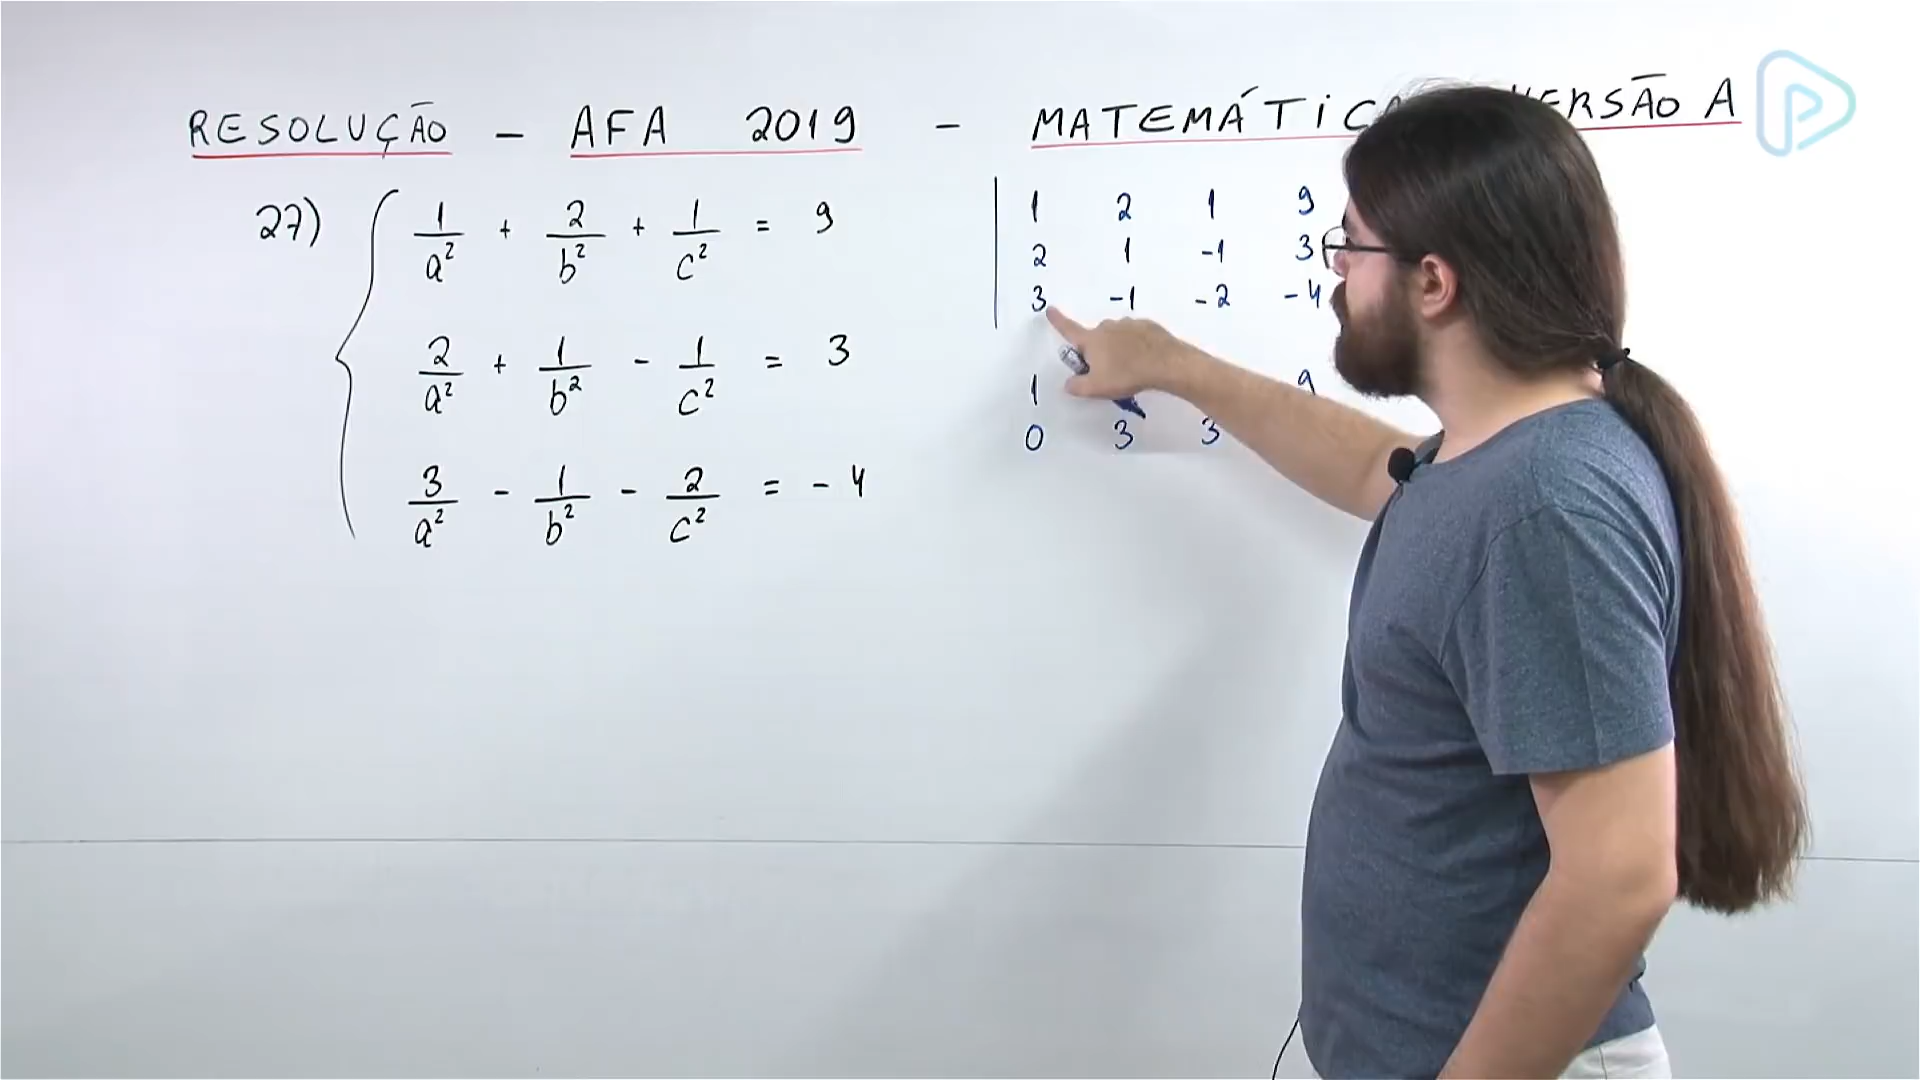 RESOLUÇÃO - AFA 2019 - MATEMÁTICA VERSÃO A
27) { 1/a² + 2/b² + 1/c² = 9
2/a² + 1/b² - 1/c² = 3
3/a² - 1/b² - 2/c² = - 4
1 2 1 9
2 1 -1 3
3 -1 -2 -4
1 9
0 3 3